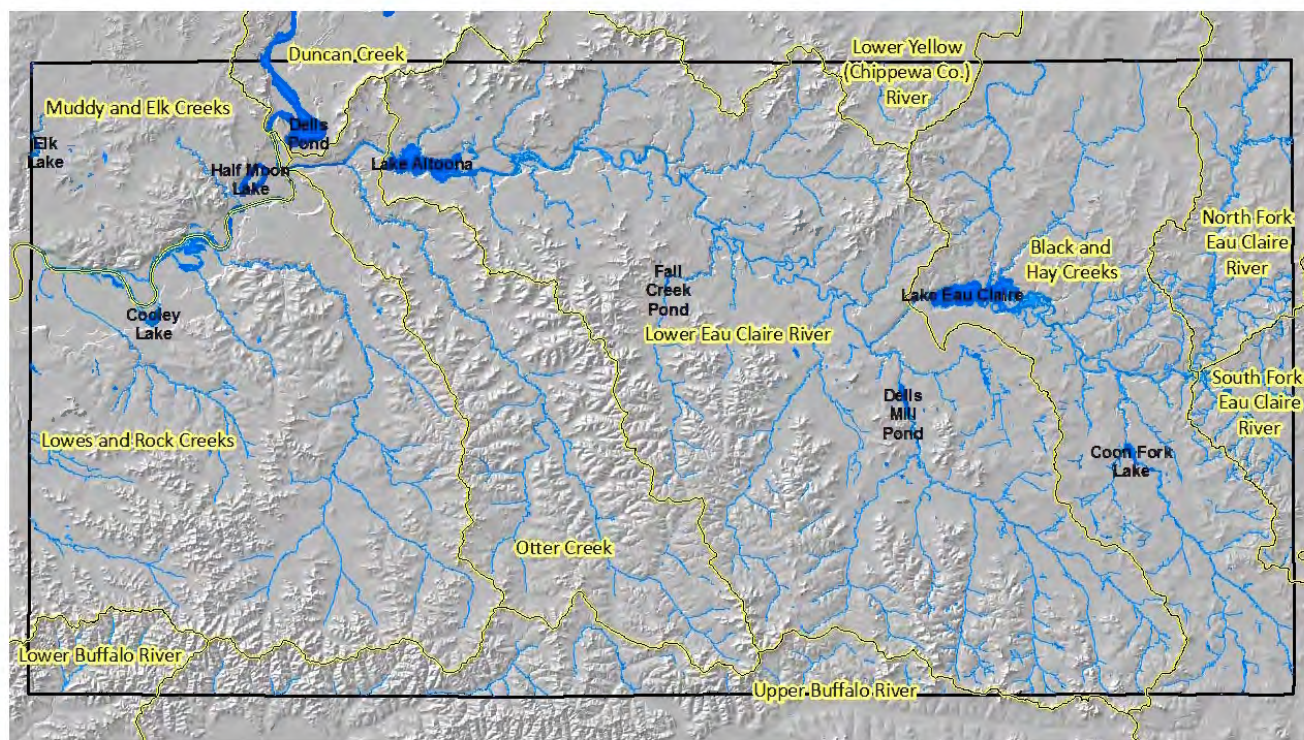 Duncan Creek
Lower Yellow
(Chippewa Co.)
River
Muddy and Elk Creeks
Dells
Pond
Elk
Lake
Half Moon
Lake
Lake Altoona
North Fork
Eau Claire
River
Black and
Hay Creeks
Fall
Creek
Pond
Lake Eau Claire
Cooley
Lake
Lower Eau Claire River
South Fork
Eau Claire
River
Dells
Mill
Pond
Lowes and Rock Creeks
Coon Fork
Lake
Otter Creek
Lower Buffalo River
Upper Buffalo River